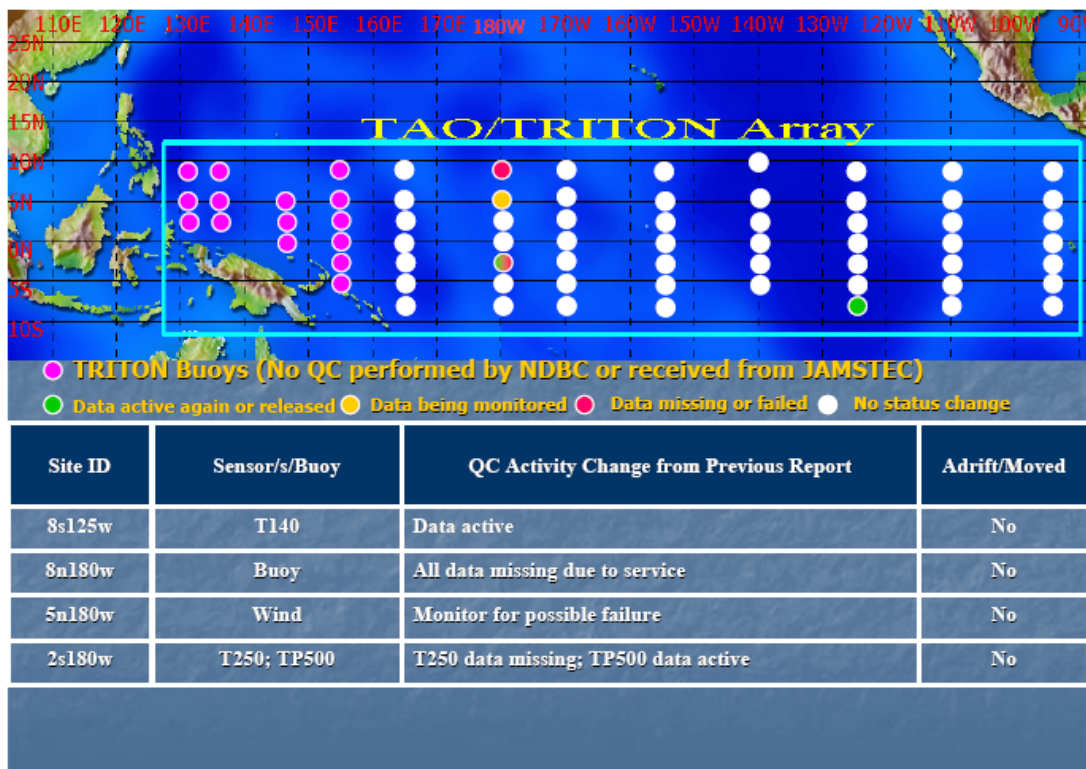 110E 120E 130E 140E 150E 160E 170E 180W 170W 160W 150W 140W 130W 120W 110W 100W 90W
25N
20N
15N
TAO/TRITON Array
10N
5N
0N
5S
10S
TRITON Buoys (No QC performed by NDBC or received from JAMSTEC)
Data active again or released Data being monitored Data missing or failed No status change
Site ID Sensor/s/Buoy QC Activity Change from Previous Report Adrift/Moved
8s125w T140 Data active No
8n180w Buoy All data missing due to service No
5n180w Wind Monitor for possible failure No
2s180w T250; TP500 T250 data missing; TP500 data active No